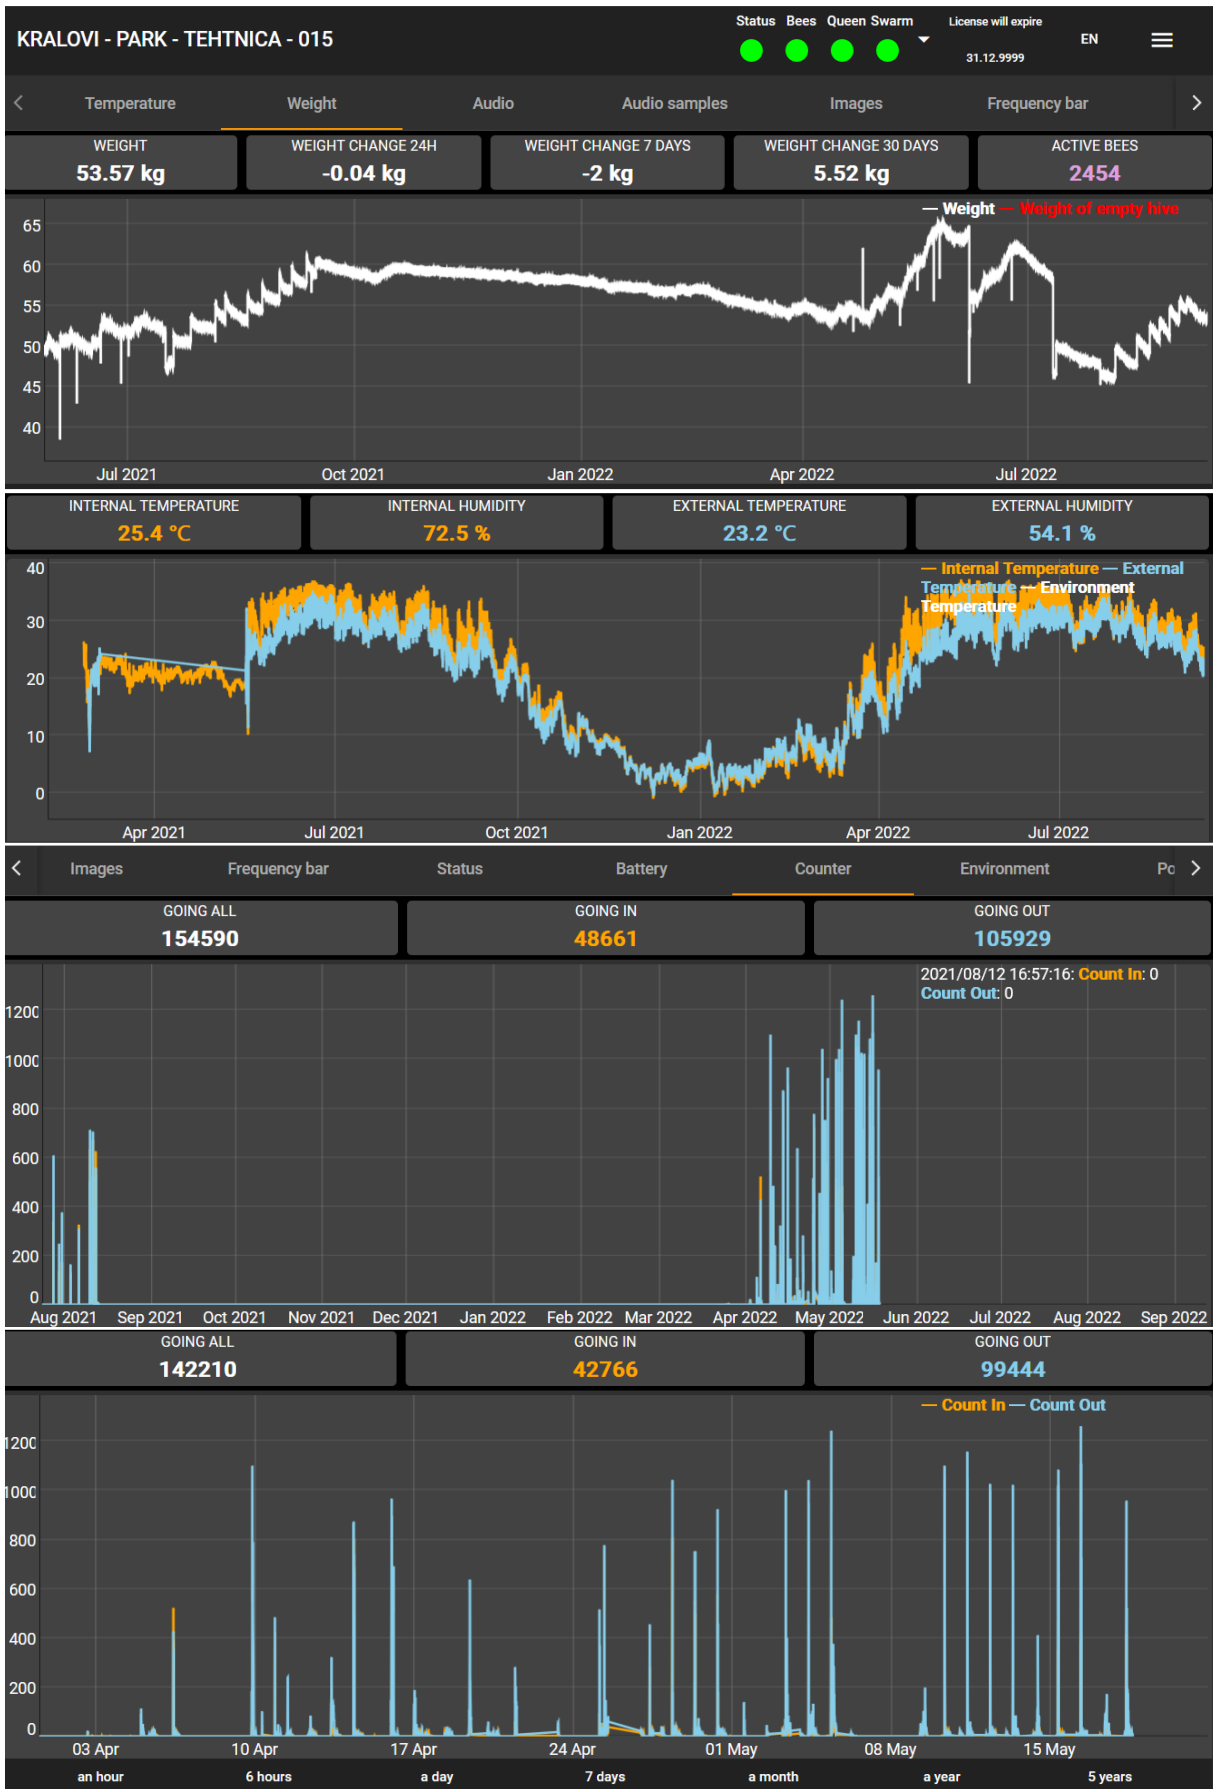 Status Bees Queen Swarm License will expire
KRALOVI - PARK - TEHTNICA - 015 EN
31.12.9999
Temperature Weight Audio Audio samples Images Frequency bar
WEIGHT WEIGHT CHANGE 24H WEIGHT CHANGE 7 DAYS WEIGHT CHANGE 30 DAYS ACTIVE BEES
53.57 kg -0.04 kg -2 kg 5.52 kg 2454
— Weight — Weight of empty hive
65
60
55
50
45
40
Jul 2021 Oct 2021 Jan 2022 Apr 2022 Jul 2022
INTERNAL TEMPERATURE INTERNAL HUMIDITY EXTERNAL TEMPERATURE EXTERNAL HUMIDITY
25.4 °C 72.5 % 23.2 °C 54.1 %
— Internal Temperature — External
Temperature — Environment
Temperature
40
30
20
10
0
Apr 2021 Jul 2021 Oct 2021 Jan 2022 Apr 2022 Jul 2022
Images Frequency bar Status Battery Counter Environment Po
GOING ALL GOING IN GOING OUT
154590 48661 105929
2021/08/12 16:57:16: Count In: 0
Count Out: 0
1200
1000
800
600
400
200
0
Aug 2021 Sep 2021 Oct 2021 Nov 2021 Dec 2021 Jan 2022 Feb 2022 Mar 2022 Apr 2022 May 2022 Jun 2022 Jul 2022 Aug 2022 Sep 2022
GOING ALL GOING IN GOING OUT
142210 42766 99444
— Count In — Count Out
1200
1000
800
600
400
200
0
03 Apr 10 Apr 17 Apr 24 Apr 01 May 08 May 15 May
an hour 6 hours a day 7 days a month a year 5 years